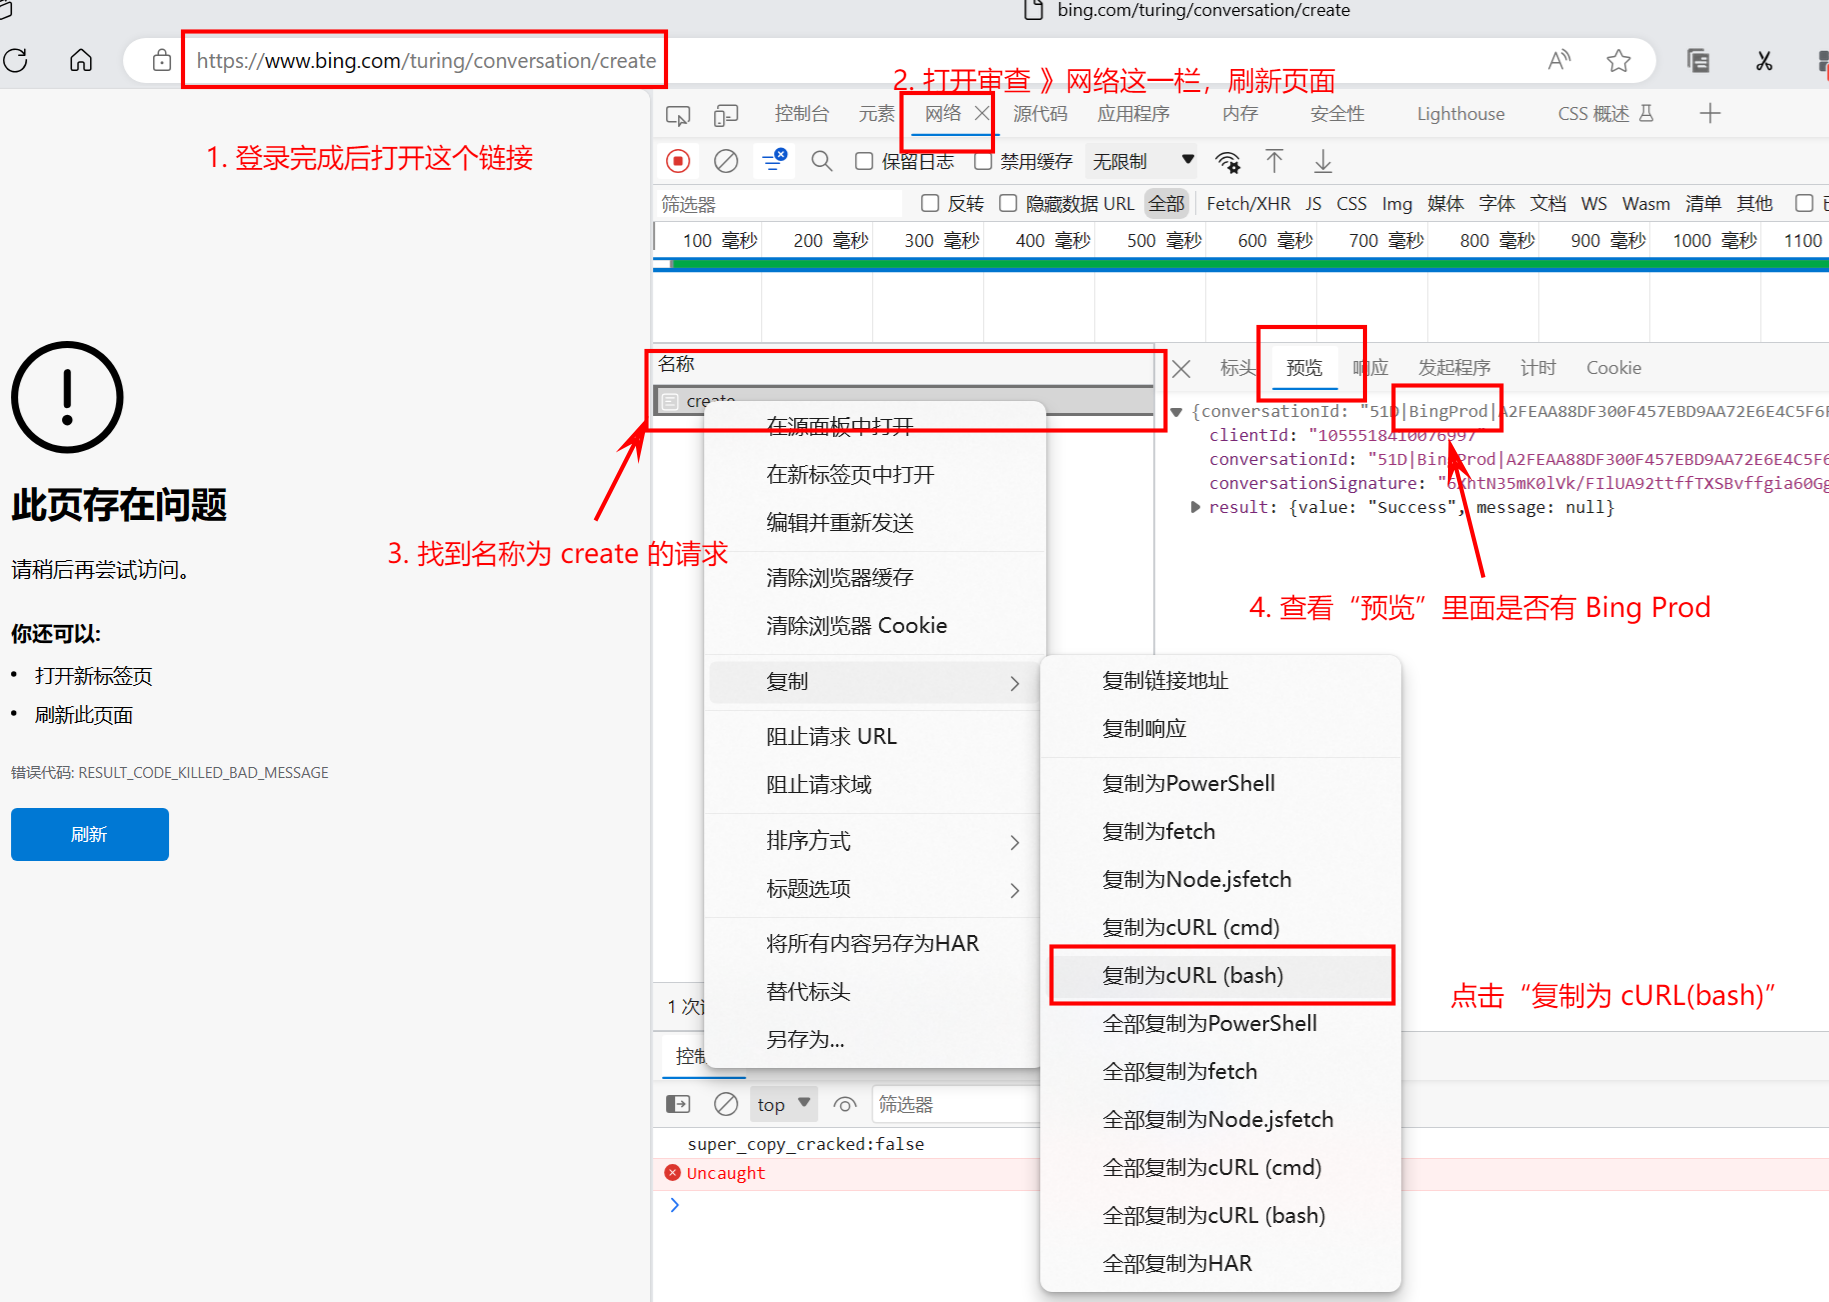 bing.com/turing/conversation/create
https://www.bing.com/turing/conversation/create
2. 打开审查 》网络这一栏，刷新页面
控制台 元素 网络 源代码 应用程序 内存 安全性 Lighthouse CSS 概述
1. 登录完成后打开这个链接
保留日志 禁用缓存 无限制
筛选器 反转 隐藏数据 URL 全部 Fetch/XHR JS CSS Img 媒体 字体 文档 WS Wasm 清单 其他
100 毫秒 200 毫秒 300 毫秒 400 毫秒 500 毫秒 600 毫秒 700 毫秒 800 毫秒 900 毫秒 1000 毫秒 1100
名称
create
标头 预览 响应 发起程序 计时 Cookie
{conversationId: "51D|BingProd|A2FEAA88DF300F457EBD9AA72E6E4C5F6F
clientId: "1055518410076997"
conversationId: "51D|BingProd|A2FEAA88DF300F457EBD9AA72E6E4C5F6
conversationSignature: "6XhtN35mK0lVk/FIlUA92ttffTXSBvffgia60Gg
result: {value: "Success", message: null}
此页存在问题
请稍后再尝试访问。
你还可以:
• 打开新标签页
• 刷新此页面
错误代码: RESULT_CODE_KILLED_BAD_MESSAGE
刷新
3. 找到名称为 create 的请求
4. 查看“预览”里面是否有 Bing Prod
在源面板中打开
在新标签页中打开
编辑并重新发送
清除浏览器缓存
清除浏览器 Cookie
复制
阻止请求 URL
阻止请求域
排序方式
标题选项
将所有内容另存为HAR
替代标头
另存为...
复制链接地址
复制响应
复制为PowerShell
复制为fetch
复制为Node.jsfetch
复制为cURL (cmd)
复制为cURL (bash)
全部复制为PowerShell
全部复制为fetch
全部复制为Node.jsfetch
全部复制为cURL (cmd)
全部复制为cURL (bash)
全部复制为HAR
点击“复制为 cURL(bash)”
1 次
控制
top 筛选器
super_copy_cracked:false
Uncaught